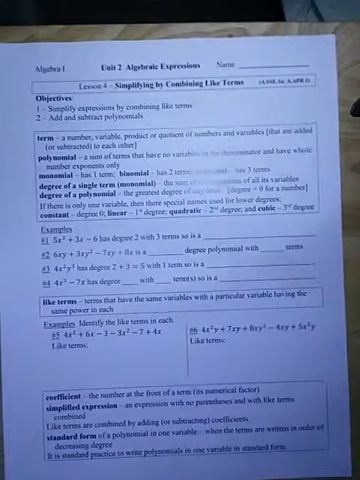 Algebra I Unit 2 Algebraic Expressions Name
Lesson 4 – Simplifying by Combining Like Terms (A.SSE.1a; A.APR.1)
Objectives:
1 – Simplify expressions by combining like terms
2 – Add and subtract polynomials
term – a number, variable, product or quotient of numbers and variables [that are added
(or subtracted) to each other]
polynomial – a sum of terms that have no variables in the denominator and have whole
number exponents only
monomial – has 1 term; binomial – has 2 terms; trinomial – has 3 terms
degree of a single term (monomial) – the sum of the exponents of all its variables
degree of a polynomial – the greatest degree of any term [degree = 0 for a number]
If there is only one variable, then there special names used for lower degrees:
constant – degree 0; linear – 1st degree; quadratic – 2nd degree; and cubic – 3rd degree
Examples
#1 5x² + 3x − 6 has degree 2 with 3 terms so is a
#2 6xy + 3xy² − 7xy + 8x is a degree polynomial with terms
#3 4x²y³ has degree 2 + 3 = 5 with 1 term so is a
#4 4x³ − 7x has degree with term(s) so is a
like terms – terms that have the same variables with a particular variable having the
same power in each
Examples Identify the like terms in each.
#5 4x² + 6x − 3 − 3x² − 7 + 4x #6 4x²y + 7xy + 8xy² − 4xy + 5x²y
Like terms: Like terms:
coefficient – the number at the front of a term (its numerical factor)
simplified expression – an expression with no parentheses and with like terms
combined
Like terms are combined by adding (or subtracting) coefficients.
standard form of a polynomial in one variable – when the terms are written in order of
decreasing degree
It is standard practice to write polynomials in one variable in standard form.